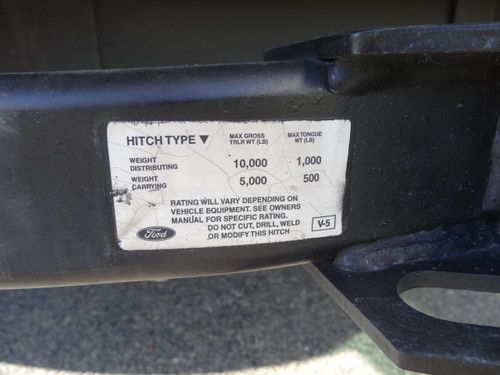 HITCH TYPE ▼ MAX GROSS TRLR WT (LB) MAX TONGUE WT (LB)
WEIGHT DISTRIBUTING 10,000 1,000
WEIGHT CARRYING 5,000 500
RATING WILL VARY DEPENDING ON
VEHICLE EQUIPMENT. SEE OWNERS
MANUAL FOR SPECIFIC RATING.
DO NOT CUT, DRILL, WELD
OR MODIFY THIS HITCH
Ford
V-5